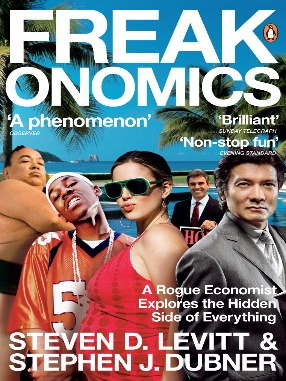 FREAK
ONOMICS
'A phenomenon'
OBSERVER
'Brilliant'
SUNDAY TELEGRAPH
'Non-stop fun'
EVENING STANDARD
5
HO
A Rogue Economist
Explores the Hidden
Side of Everything
STEVEN D. LEVITT &
STEPHEN J. DUBNER